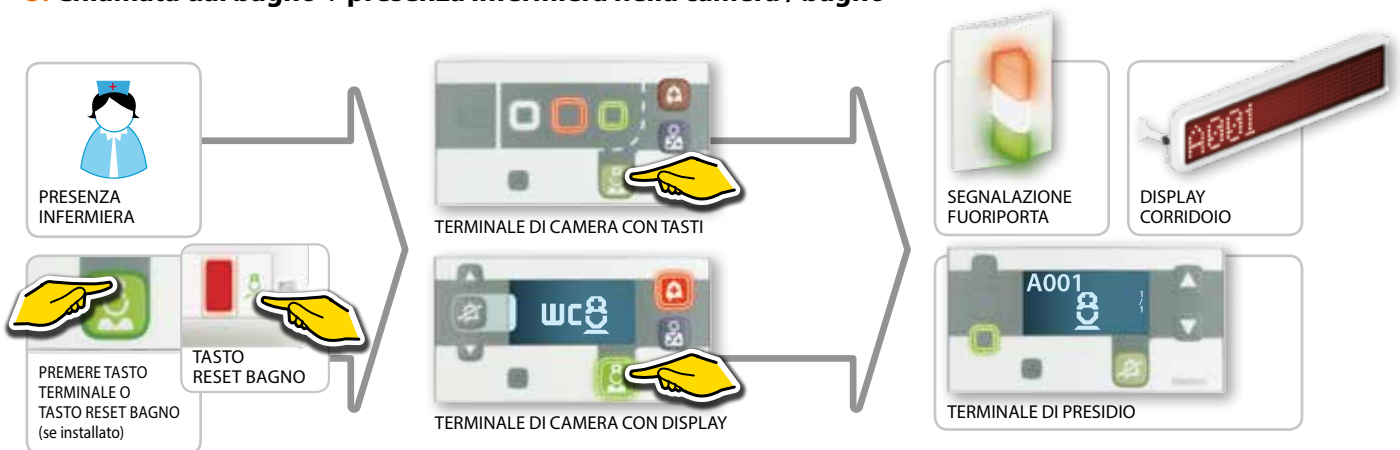 PRESENZA
INFERMIERA
PREMERE TASTO
TERMINALE O
TASTO RESET BAGNO
(se installato)
TASTO
RESET BAGNO
TERMINALE DI CAMERA CON TASTI
WC
TERMINALE DI CAMERA CON DISPLAY
SEGNALAZIONE
FUORIPORTA
A001
DISPLAY
CORRIDOIO
A001
1/1
TERMINALE DI PRESIDIO